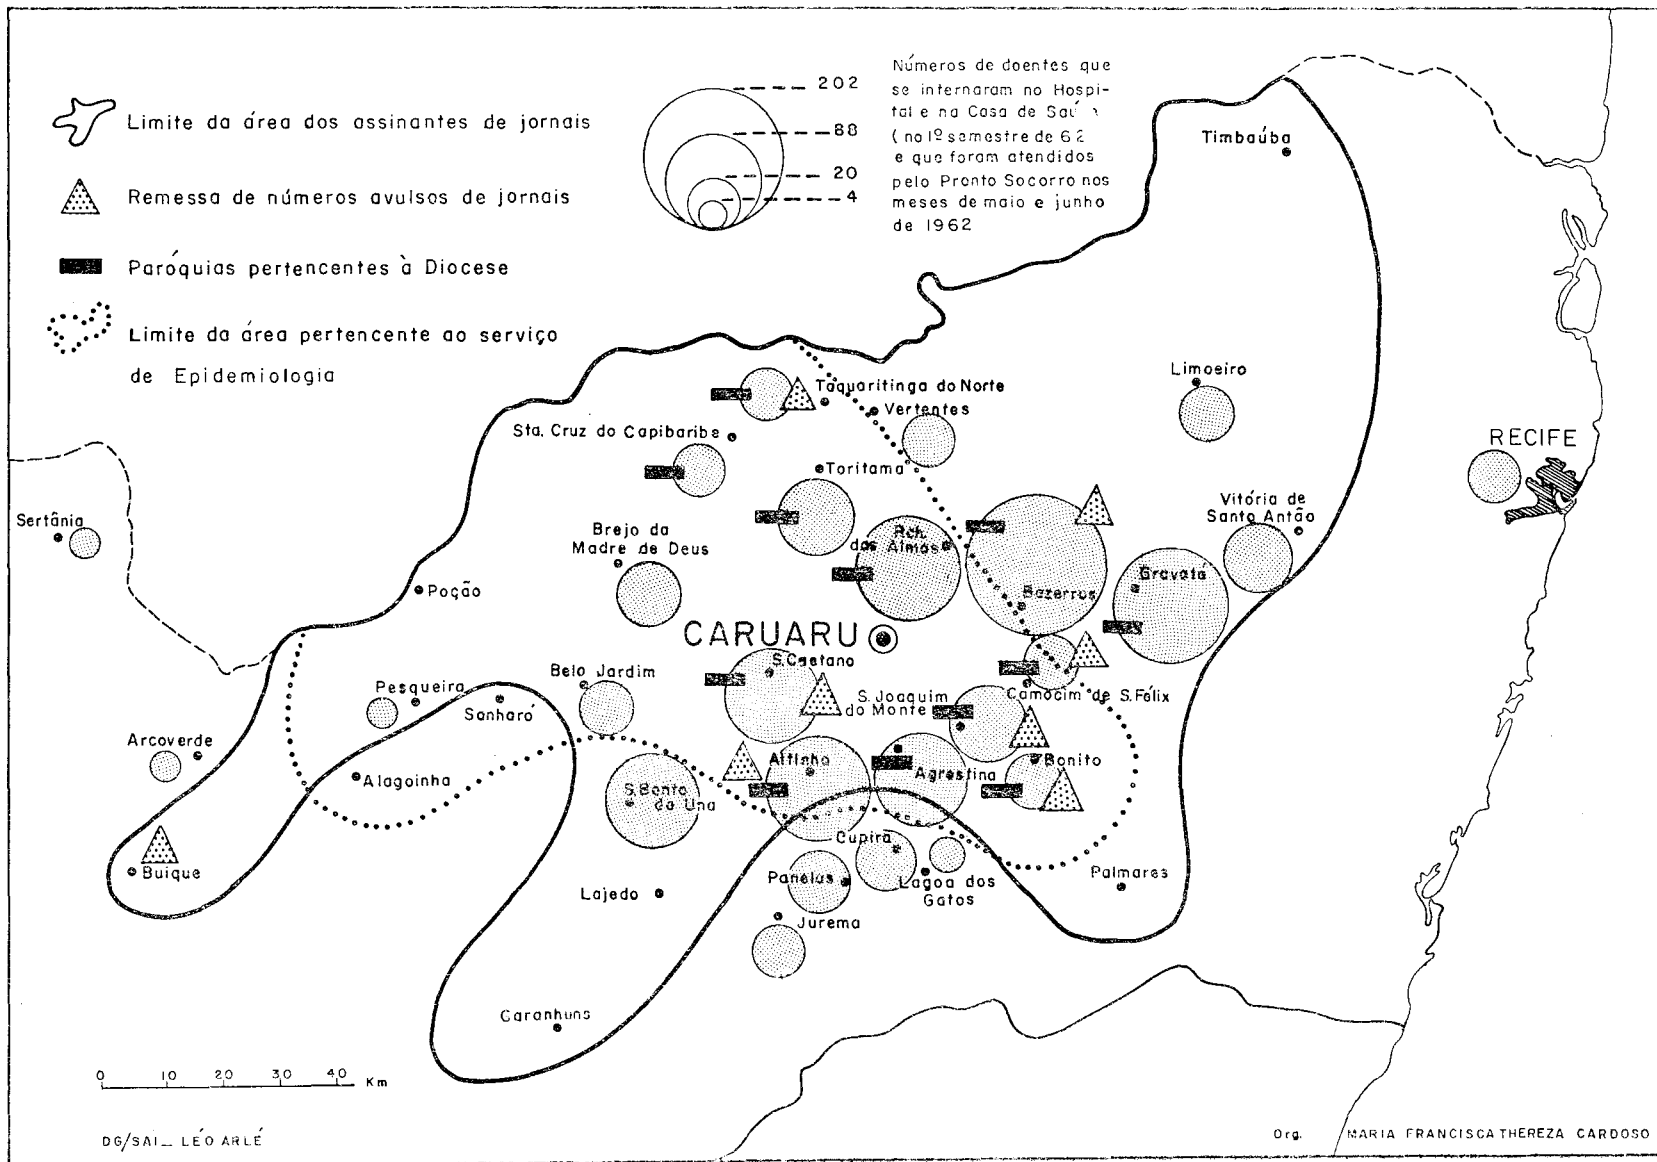 Limite da área dos assinantes de jornais
Remessa de números avulsos de jornais
Paróquias pertencentes à Diocese
Limite da área pertencente ao serviço
de Epidemiologia
202
88
20
4
Números de doentes que
se internaram no Hospi-
tal e na Casa de
(no 1º semestre de 62
e que foram atendidos
pelo Pronto Socorro nos
meses de maio e junho
de 1962
Timbaúba
Limoeiro
RECIFE
Taquaritinga do Norte
Vertentes
Sta. Cruz do Capibaribe
Toritama
Vitória de
Santo Antão
Sertânia
Brejo da
Madre de Deus
Rch.
das Almas
Gravatá
Bezerros
Poção
CARUARU
S. Caetano
Belo Jardim
Pesqueira
Sanharó
S. Joaquim
do Monte
Camocim de S. Félix
Arcoverde
Alagoinha
Altinho
Agrestina
Bonito
S. Bento
do Una
Cupira
Buique
Lajedo
Panelas
Lagoa dos
Gatos
Palmares
Jurema
Garanhuns
0 10 20 30 40 Km
DG/SAI_ LÉO ARLÉ
Org. MARIA FRANCISCA THEREZA CARDOSO